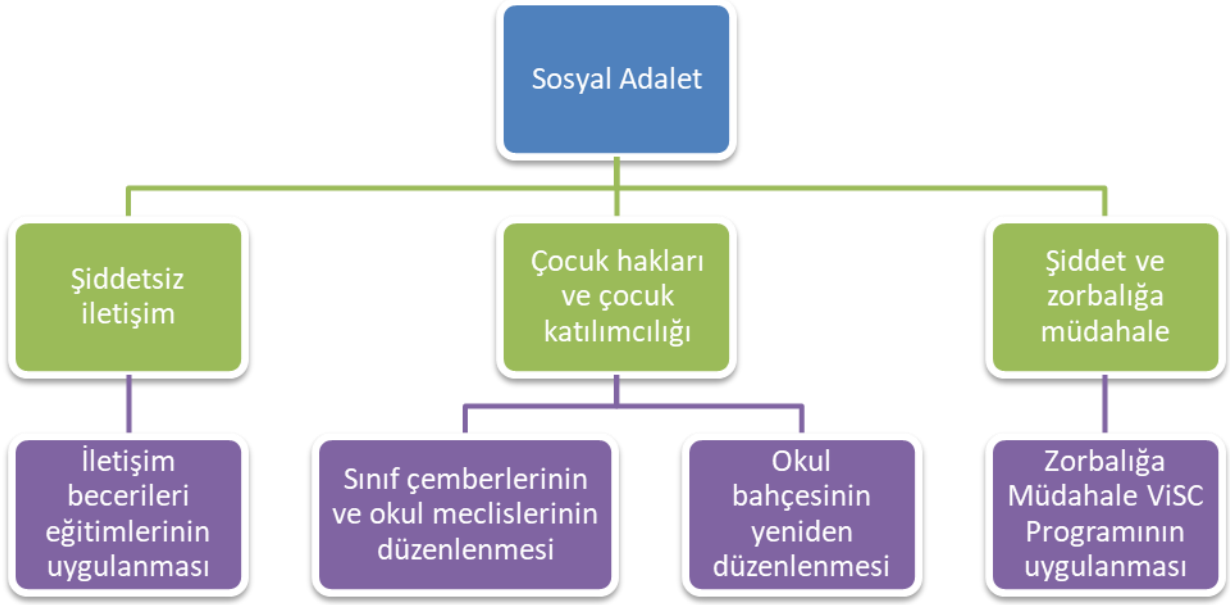 Sosyal Adalet
Şiddetsiz
iletişim
Çocuk hakları
ve çocuk
katılımcılığı
Şiddet ve
zorbalığa
müdahale
İletişim
becerileri
eğitimlerinin
uygulanması
Sınıf çemberlerinin
ve okul meclislerinin
düzenlenmesi
Okul
bahçesinin
yeniden
düzenlenmesi
Zorbalığa
Müdahale ViSC
Programının
uygulanması